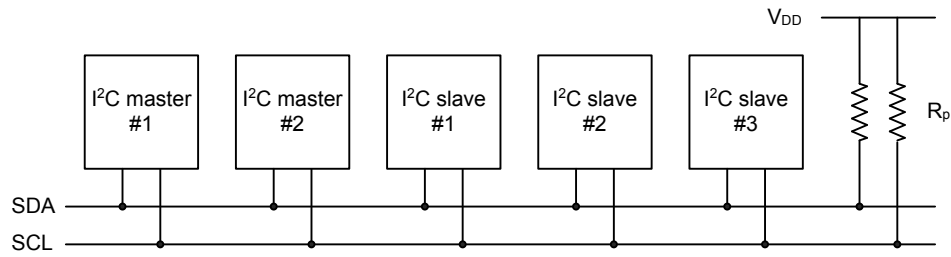 V_DD
I²C master
#1
I²C master
#2
I²C slave
#1
I²C slave
#2
I²C slave
#3
R_p
SDA
SCL